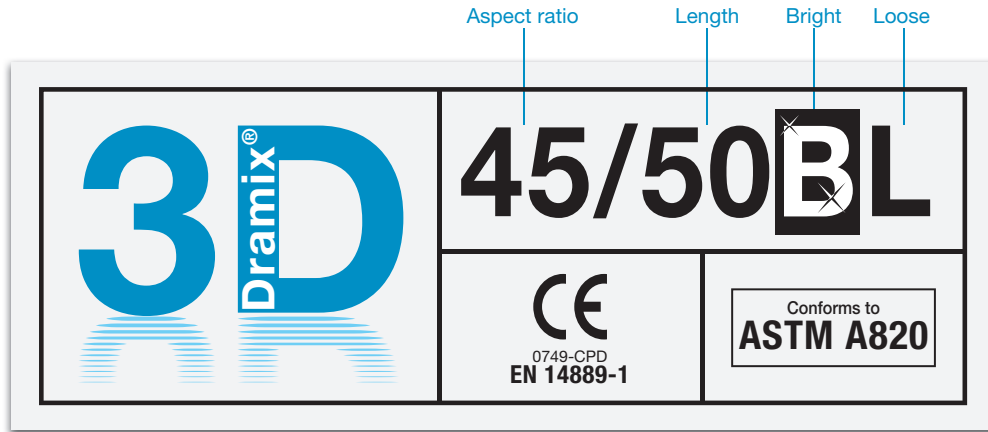 Aspect ratio Length Bright Loose
3D
Dramix®
45/50BL
CE
0749-CPD
EN 14889-1
Conforms to
ASTM A820